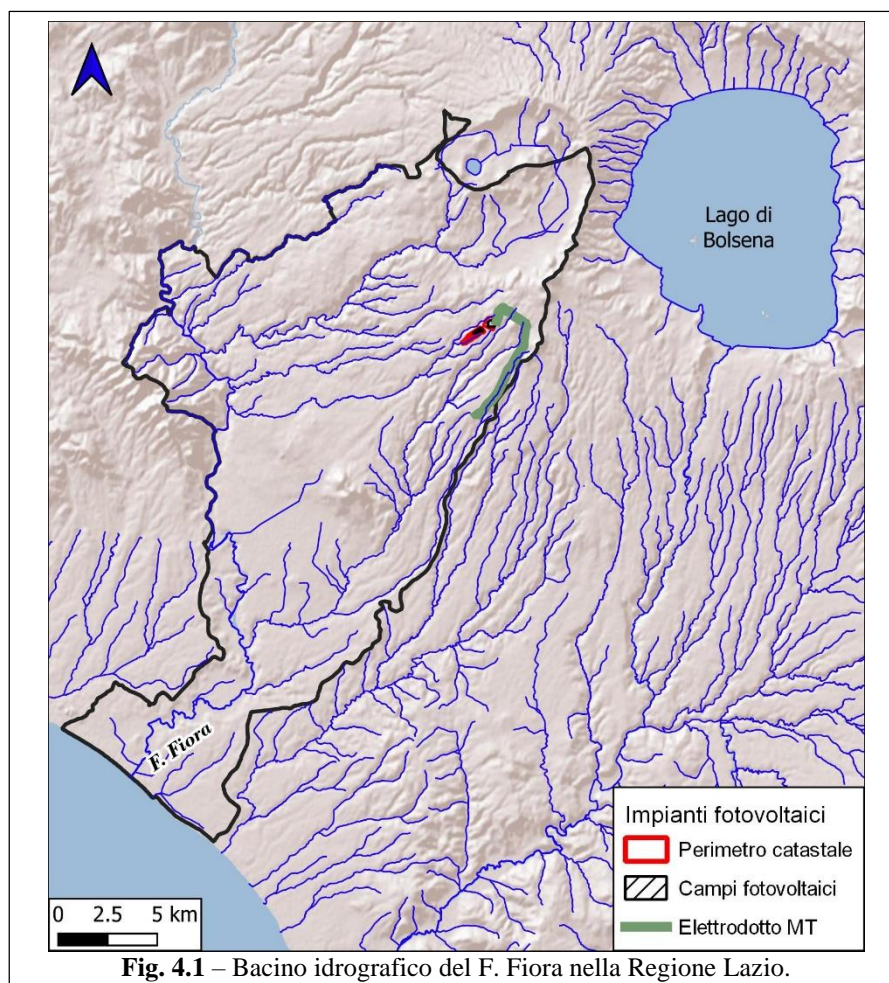 Lago di
Bolsena
F. Fiora
Impianti fotovoltaici
Perimetro catastale
Campi fotovoltaici
Elettrodotto MT
0 2.5 5 km
Fig. 4.1 – Bacino idrografico del F. Fiora nella Regione Lazio.